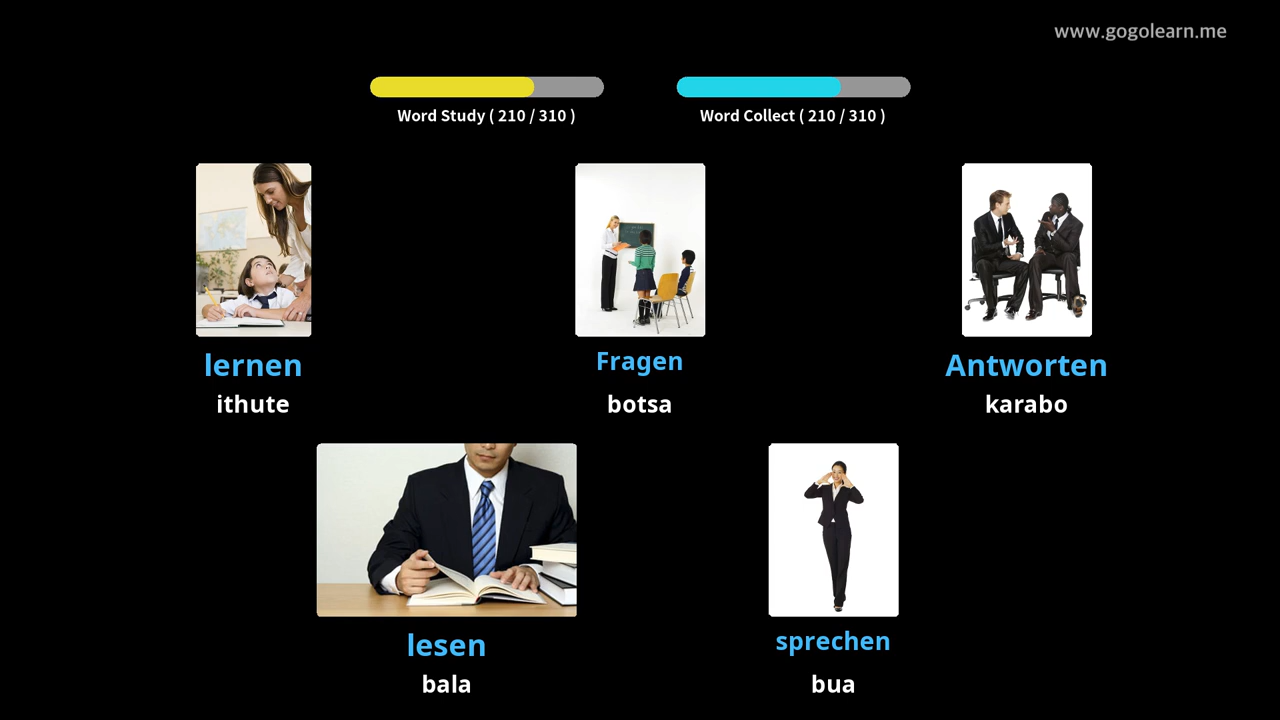 www.gogolearn.me
Word Study ( 210 / 310 )
Word Collect ( 210 / 310 )
lernen
ithute
Fragen
botsa
Antworten
karabo
lesen
bala
sprechen
bua